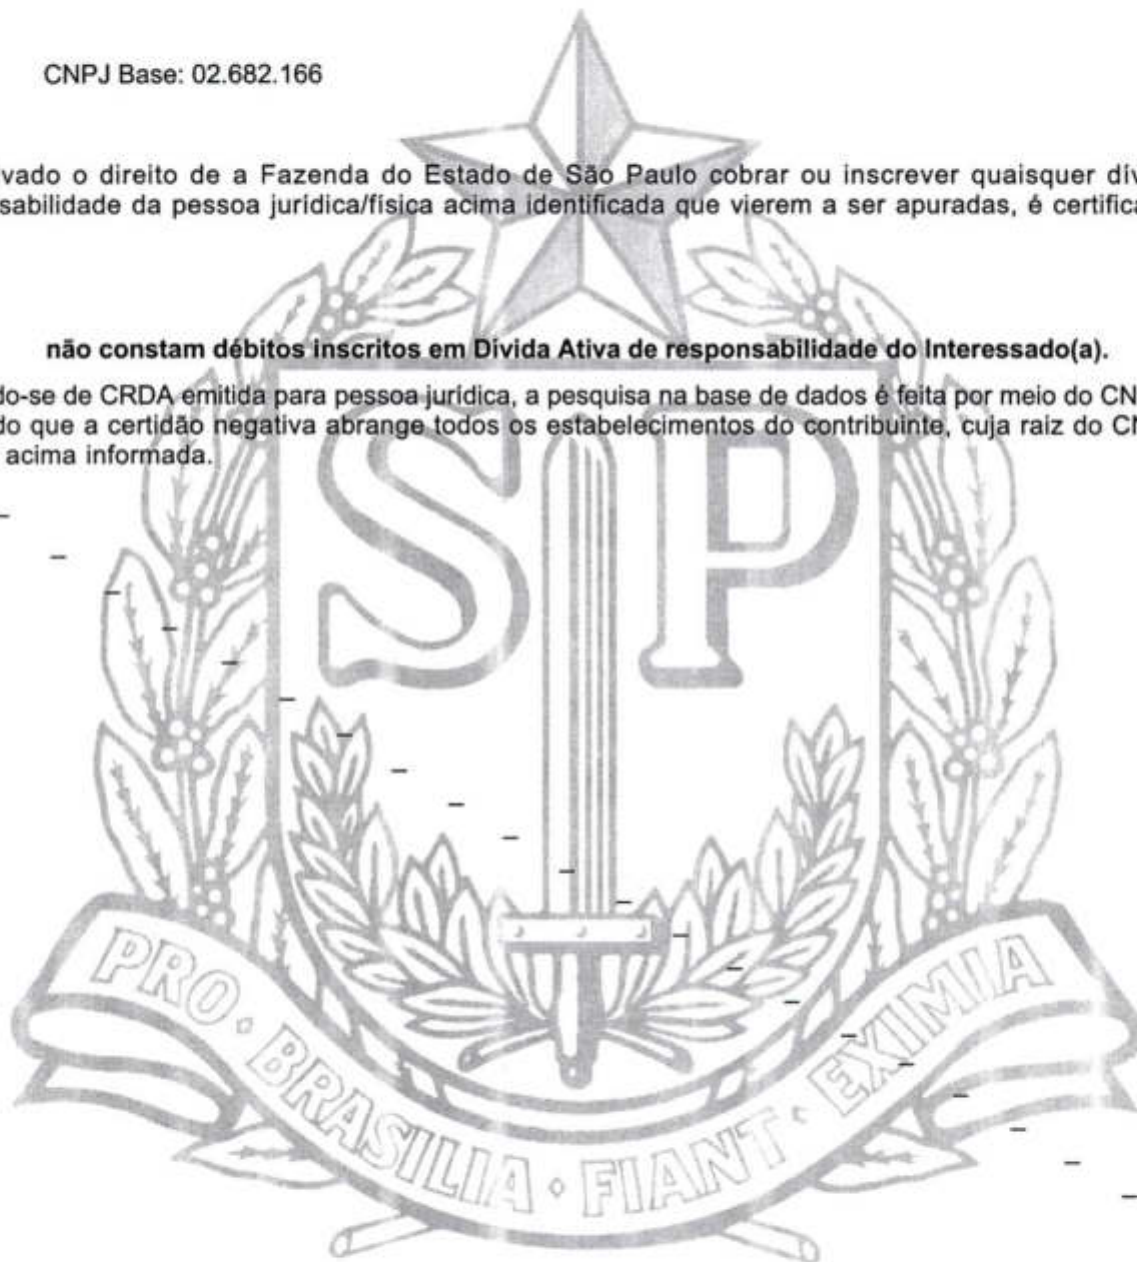 CNPJ Base: 02.682.166
vado o direito de a Fazenda do Estado de São Paulo cobrar ou inscrever quaisquer dív
sabilidade da pessoa jurídica/física acima identificada que vierem a ser apuradas, é certifica
não constam débitos inscritos em Dívida Ativa de responsabilidade do Interessado(a).
do-se de CRDA emitida para pessoa jurídica, a pesquisa na base de dados é feita por meio do CN
do que a certidão negativa abrange todos os estabelecimentos do contribuinte, cuja raiz do CN
acima informada.
SP
PRO · BRASILIA · FIANT · EXIMIA